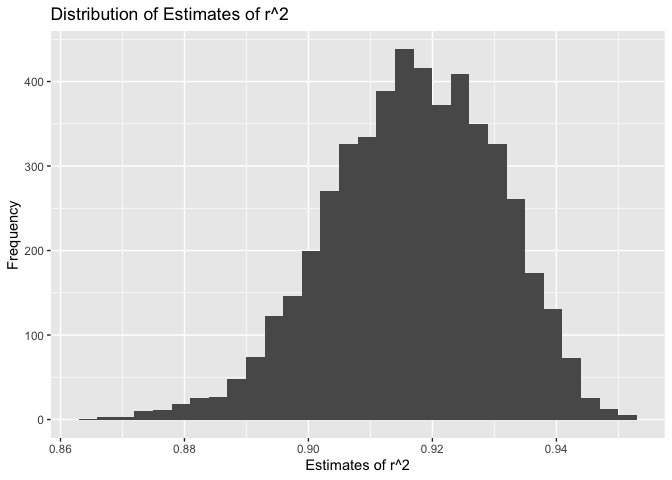 Distribution of Estimates of r^2
Frequency
400
300
200
100
0
0.86 0.88 0.90 0.92 0.94
Estimates of r^2